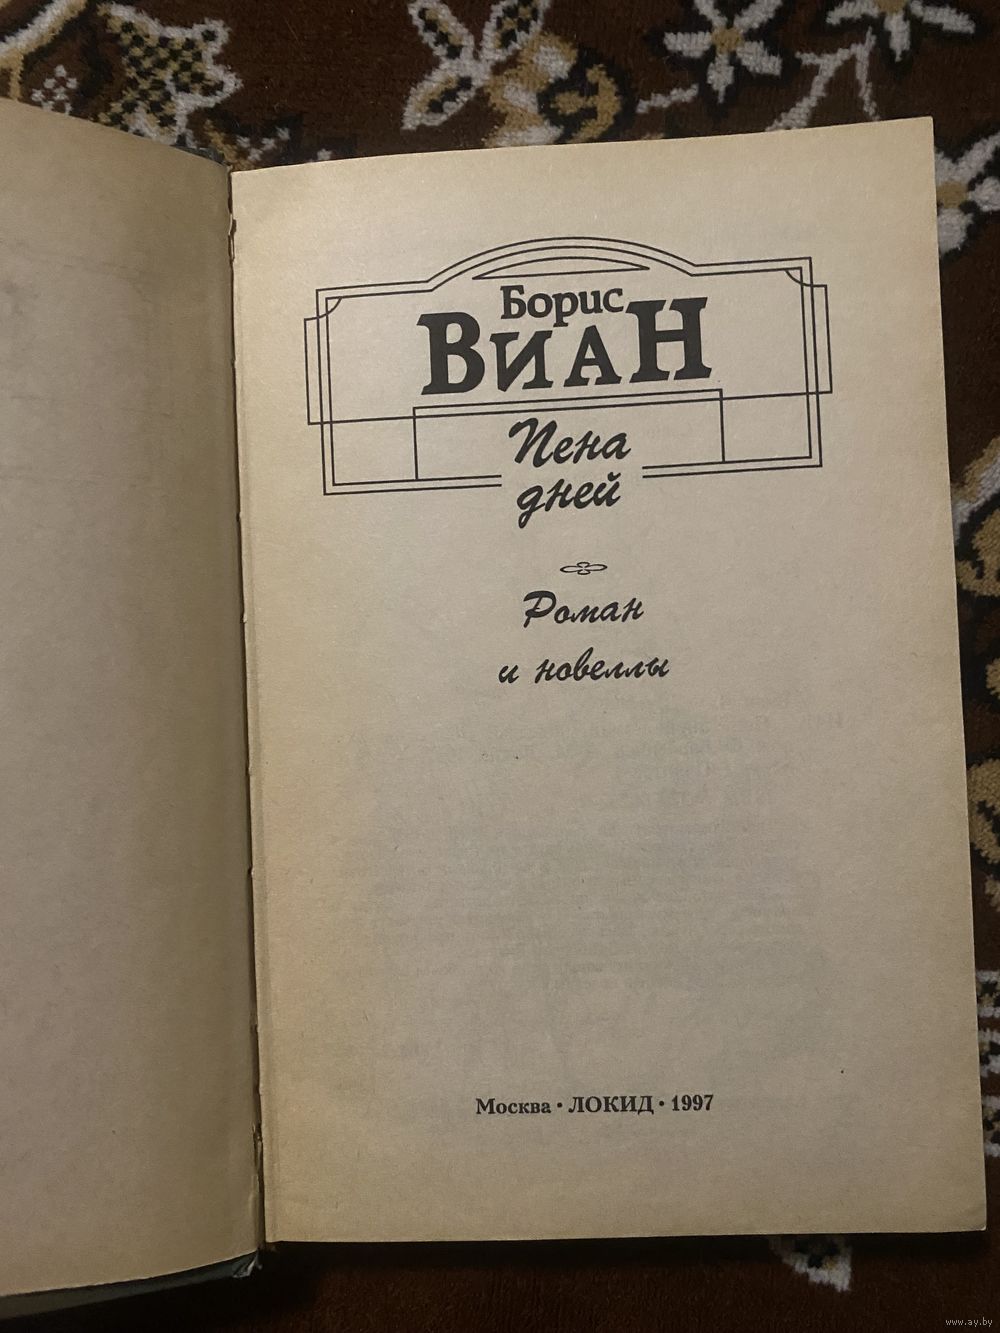 Борис
ВИАН
Пена
дней
Роман
и новеллы
Москва • ЛОКИД • 1997
www.ay.by